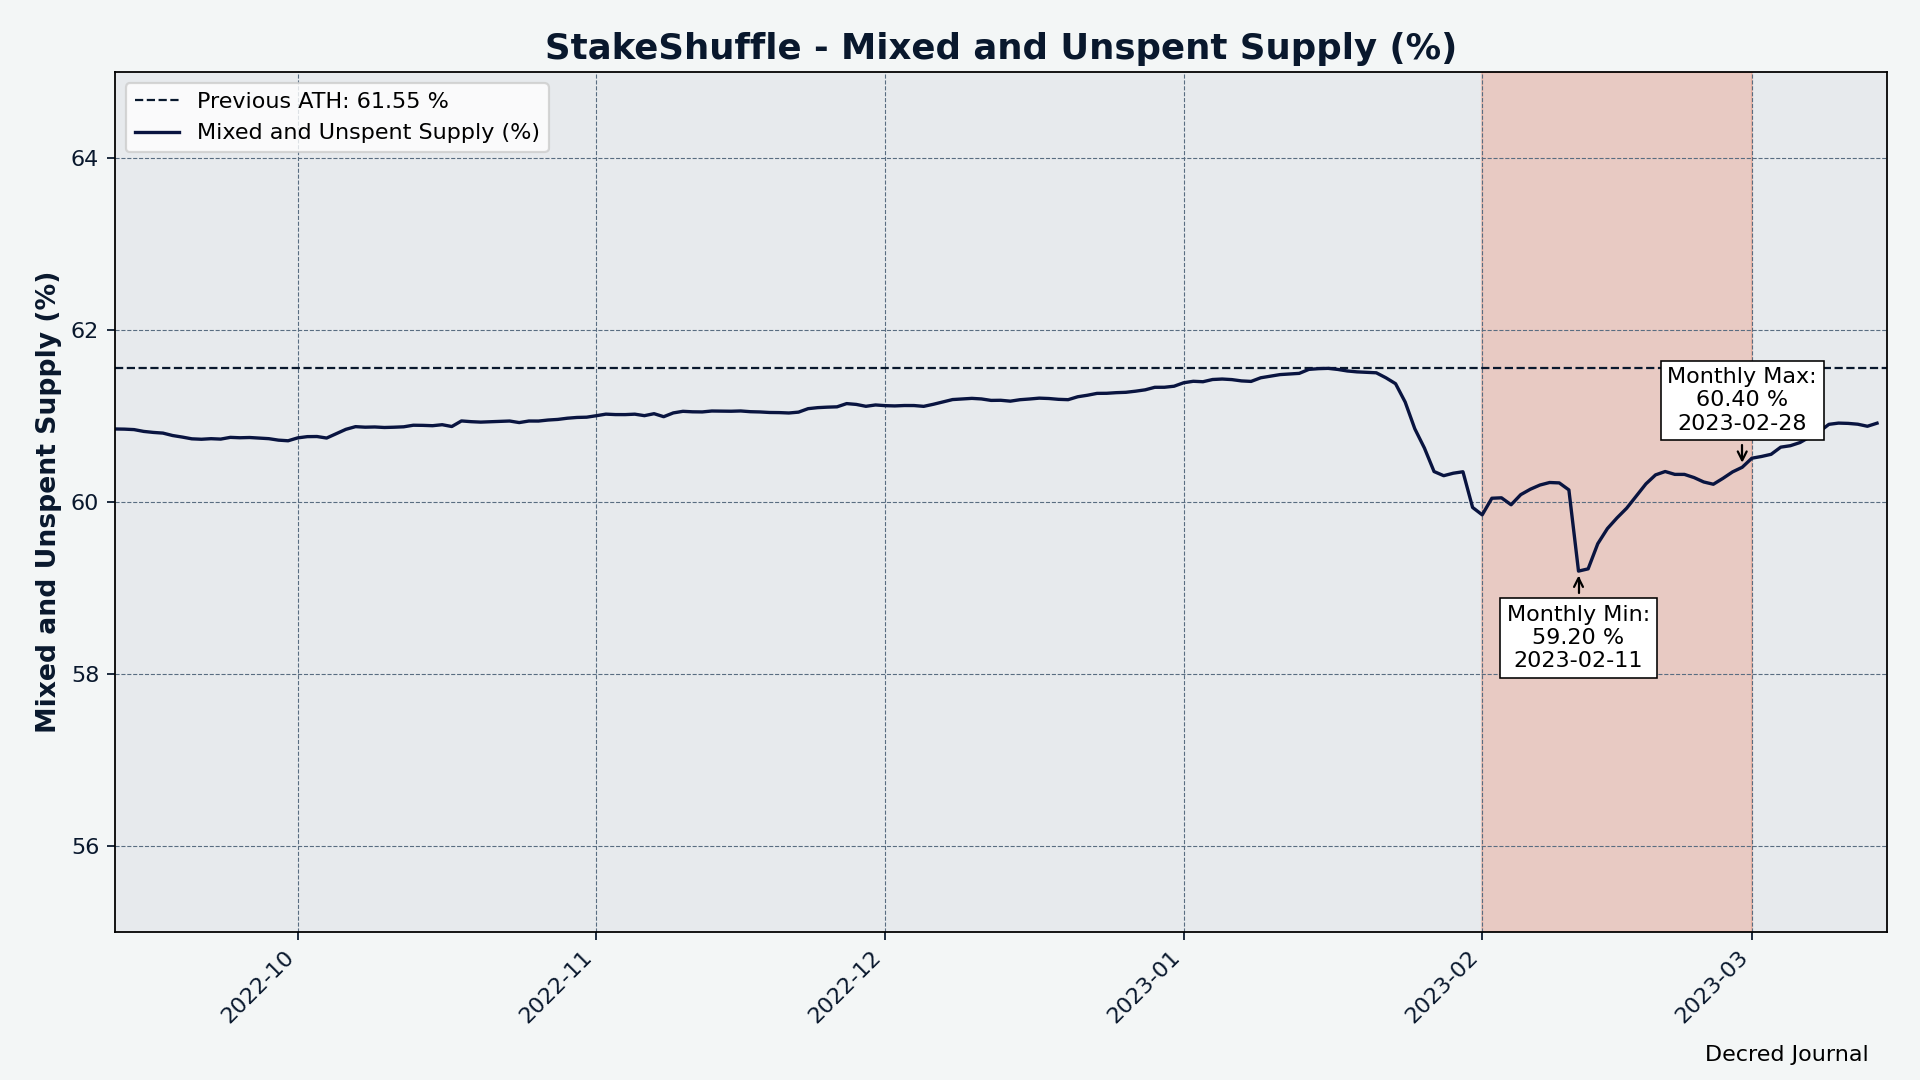 StakeShuffle - Mixed and Unspent Supply (%)
Previous ATH: 61.55 %
Mixed and Unspent Supply (%)
Mixed and Unspent Supply (%)
64
62
60
58
56
Monthly Max:
60.40 %
2023-02-28
Monthly Min:
59.20 %
2023-02-11
2022-10
2022-11
2022-12
2023-01
2023-02
2023-03
Decred Journal